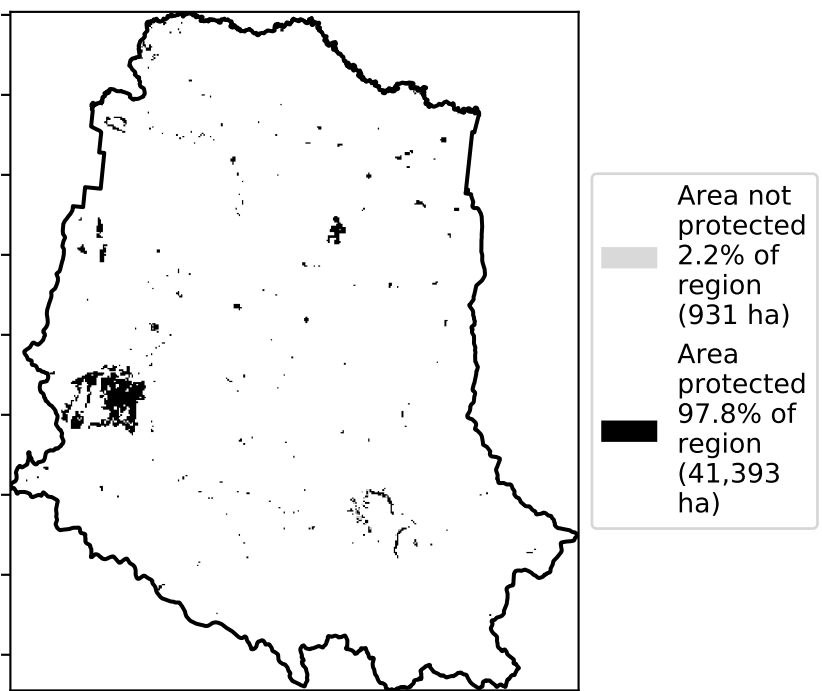 Area not
protected
2.2% of
region
(931 ha)
Area
protected
97.8% of
region
(41,393
ha)